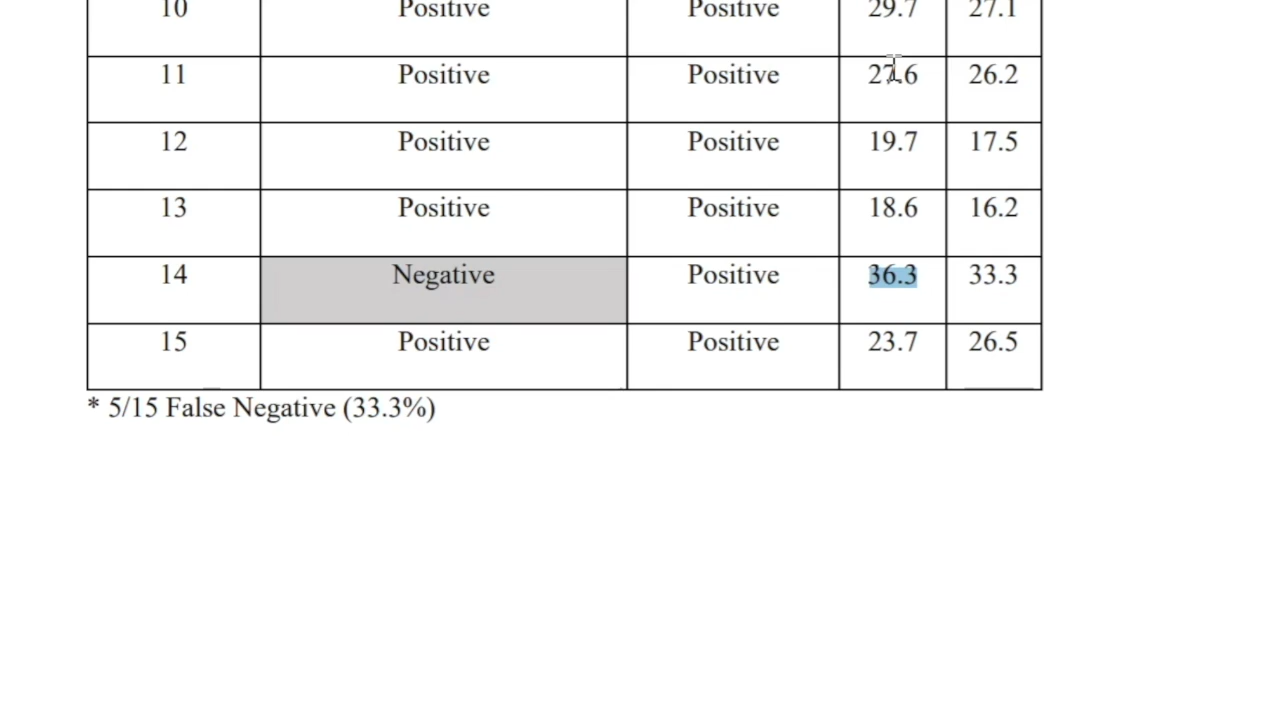 10 Positive Positive 29.7 27.1
11 Positive Positive 27.6 26.2
12 Positive Positive 19.7 17.5
13 Positive Positive 18.6 16.2
14 Negative Positive 36.3 33.3
15 Positive Positive 23.7 26.5
* 5/15 False Negative (33.3%)